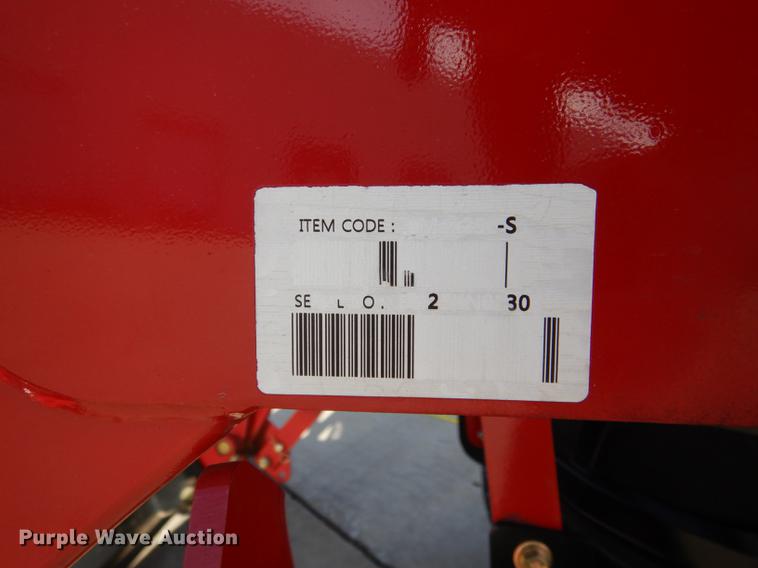 ITEM CODE : -S
SE L O. 2 30
Purple Wave Auction